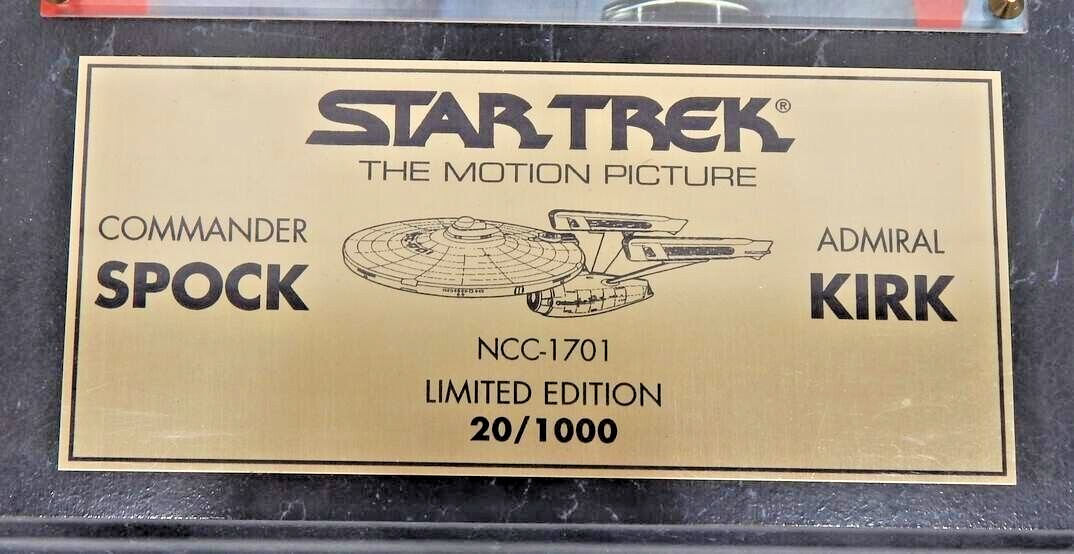 STAR TREK®
THE MOTION PICTURE
COMMANDER
SPOCK
ADMIRAL
KIRK
NCC-1701
LIMITED EDITION
20/1000